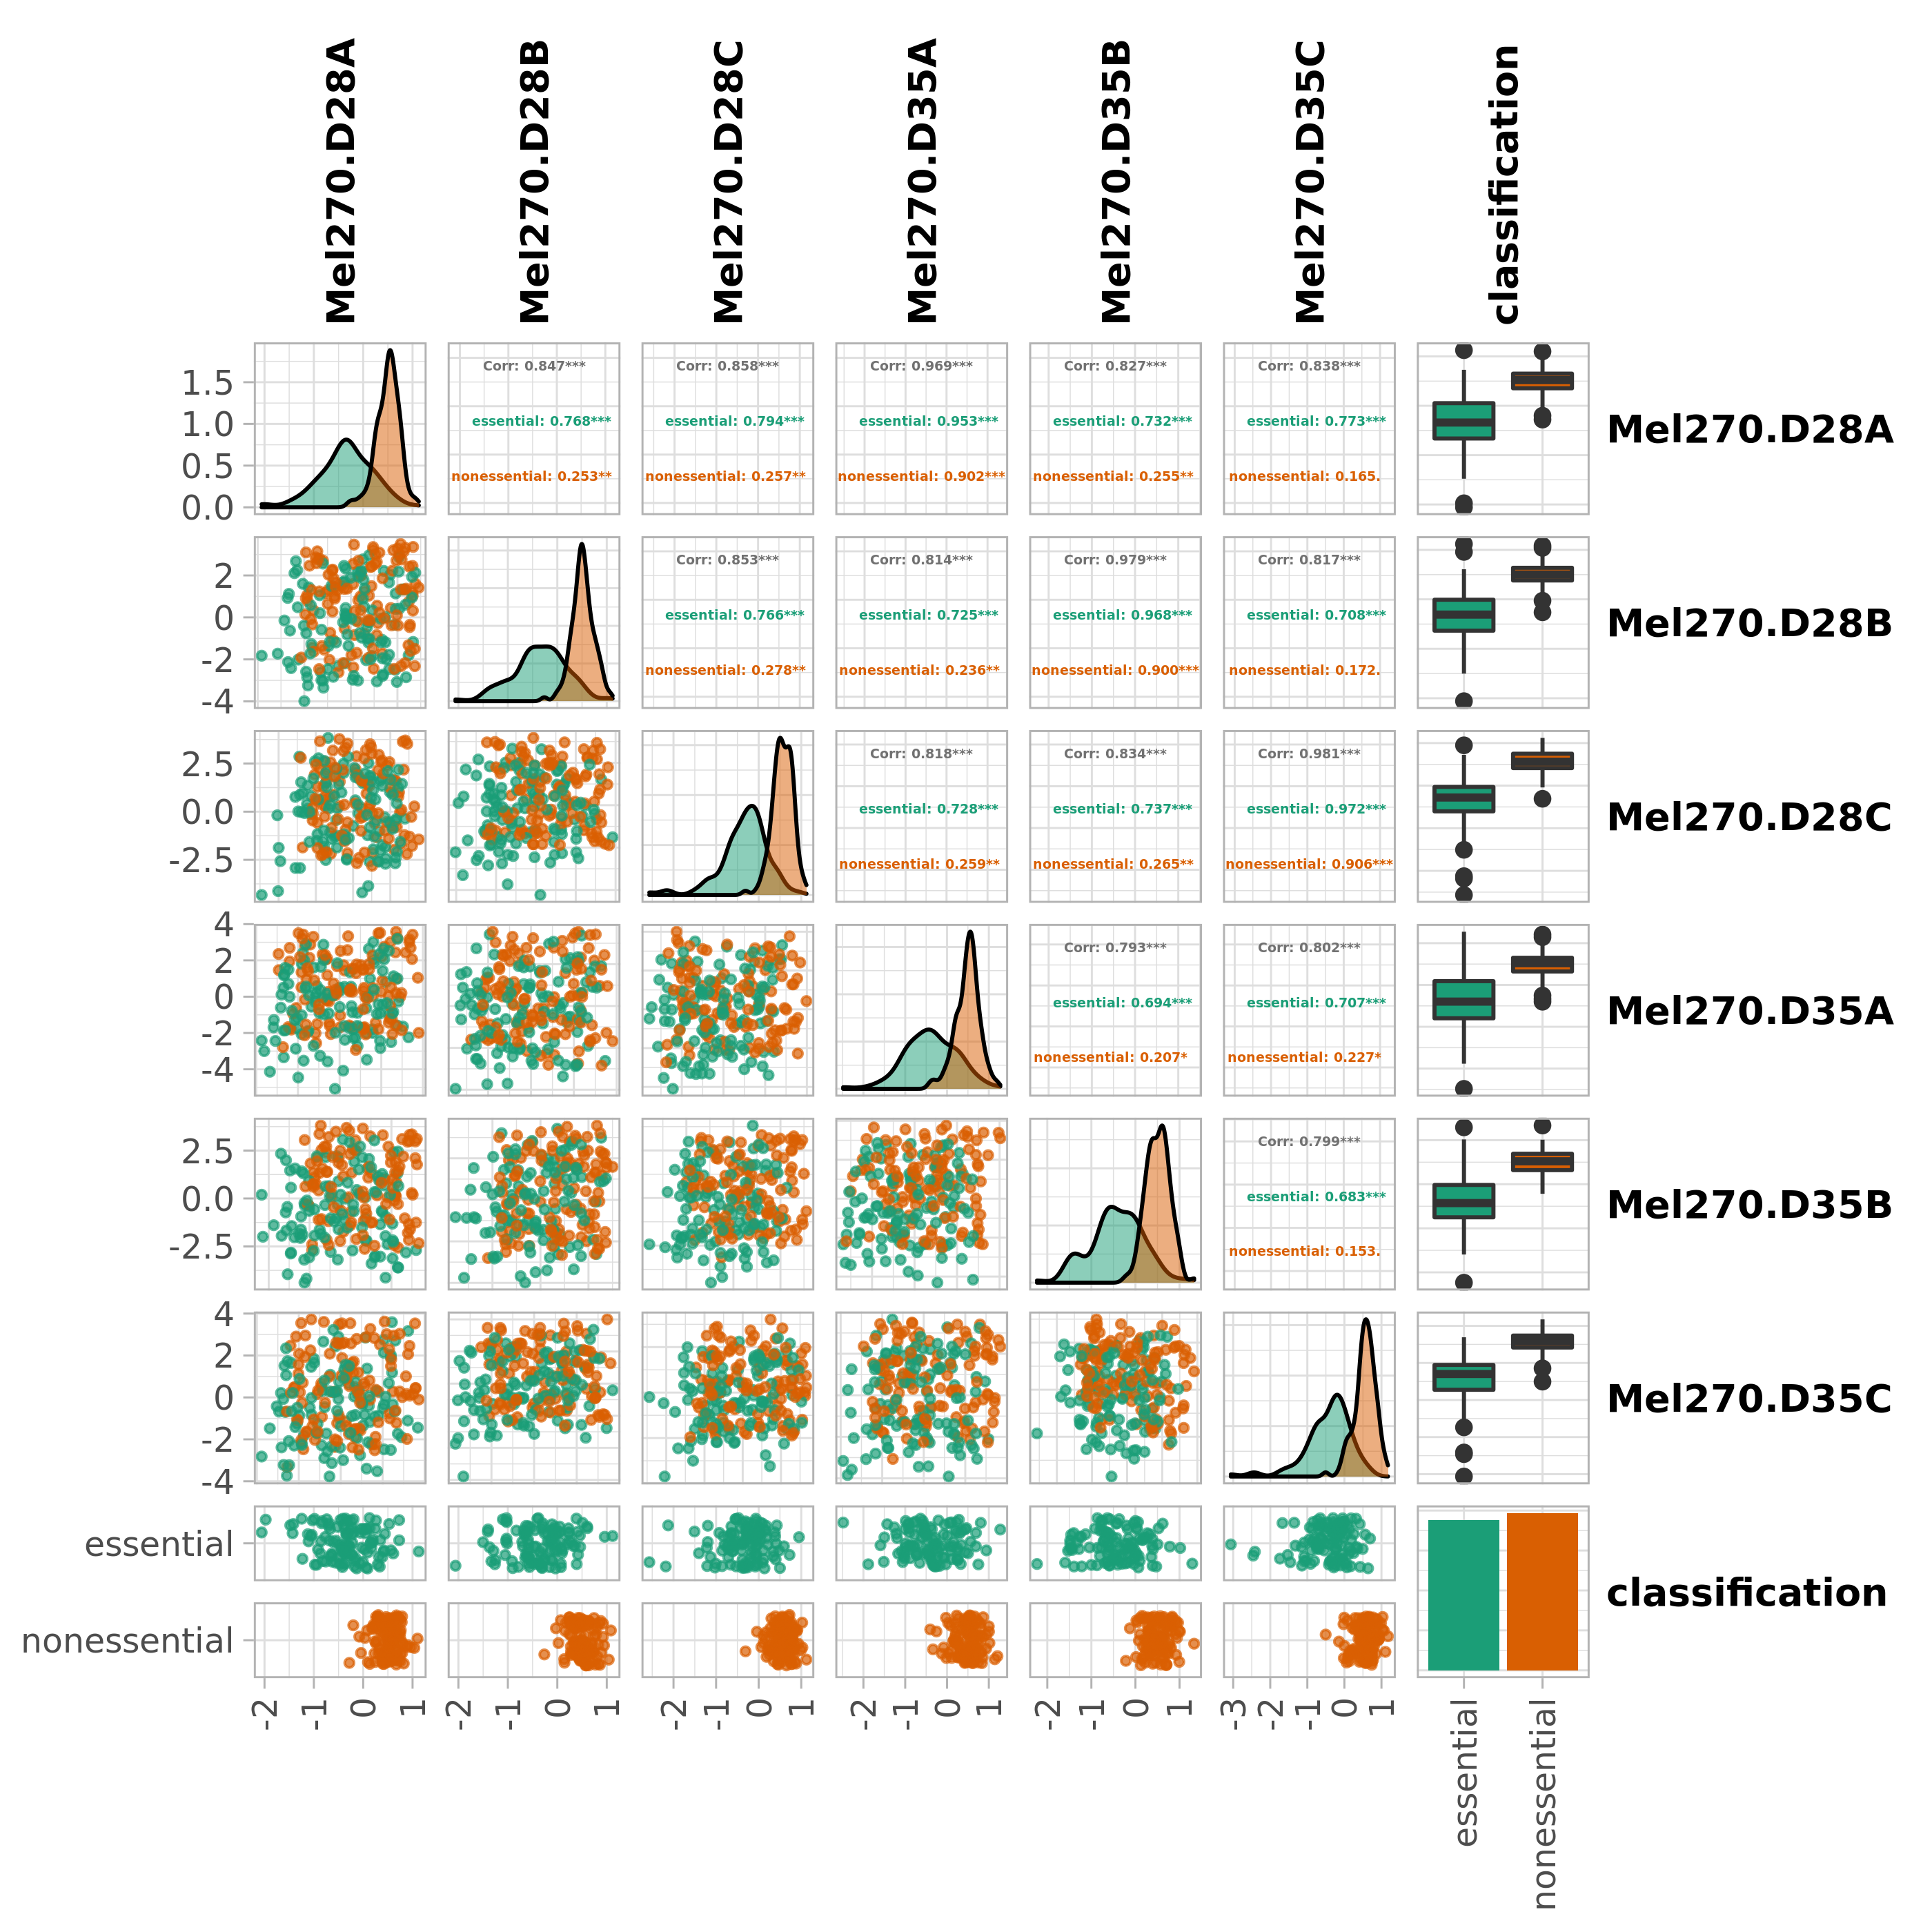 Mel270.D28A
Mel270.D28B
Mel270.D28C
Mel270.D35A
Mel270.D35B
Mel270.D35C
classification
1.5
1.0
0.5
0.0
Corr: 0.847***
essential: 0.768***
nonessential: 0.253**
Corr: 0.858***
essential: 0.794***
nonessential: 0.257**
Corr: 0.969***
essential: 0.953***
nonessential: 0.902***
Corr: 0.827***
essential: 0.732***
nonessential: 0.255**
Corr: 0.838***
essential: 0.773***
nonessential: 0.165.
Mel270.D28A
2
0
-2
-4
Corr: 0.853***
essential: 0.766***
nonessential: 0.278**
Corr: 0.814***
essential: 0.725***
nonessential: 0.236**
Corr: 0.979***
essential: 0.968***
nonessential: 0.900***
Corr: 0.817***
essential: 0.708***
nonessential: 0.172.
Mel270.D28B
2.5
0.0
-2.5
Corr: 0.818***
essential: 0.728***
nonessential: 0.259**
Corr: 0.834***
essential: 0.737***
nonessential: 0.265**
Corr: 0.981***
essential: 0.972***
nonessential: 0.906***
Mel270.D28C
4
2
0
-2
-4
Corr: 0.793***
essential: 0.694***
nonessential: 0.207*
Corr: 0.802***
essential: 0.707***
nonessential: 0.227*
Mel270.D35A
2.5
0.0
-2.5
Corr: 0.799***
essential: 0.683***
nonessential: 0.153.
Mel270.D35B
4
2
0
-2
-4
Mel270.D35C
essential
nonessential
classification
-2
-1
0
1
-2
-1
0
1
-2
-1
0
1
-2
-1
0
1
-2
-1
0
1
-3
-2
-1
0
1
essential
nonessential